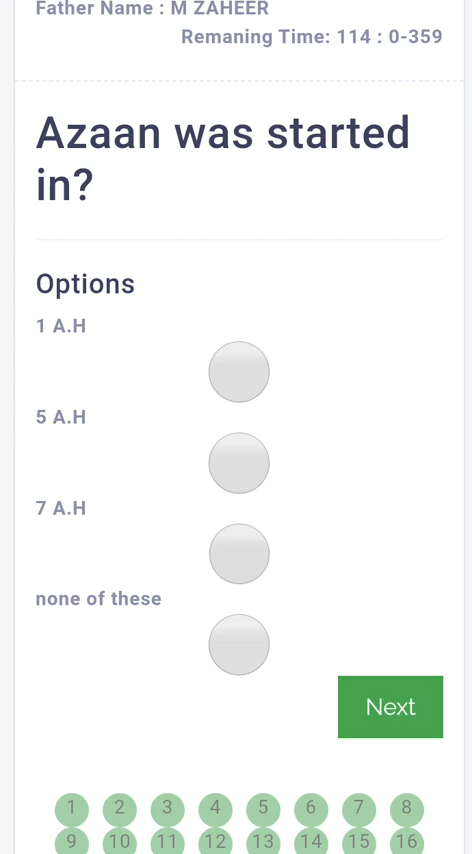 Father Name : M ZAHEER
Remaning Time: 114 : 0-359
Azaan was started
in?
Options
1 A.H
5 A.H
7 A.H
none of these
Next
1 2 3 4 5 6 7 8
9 10 11 12 13 14 15 16